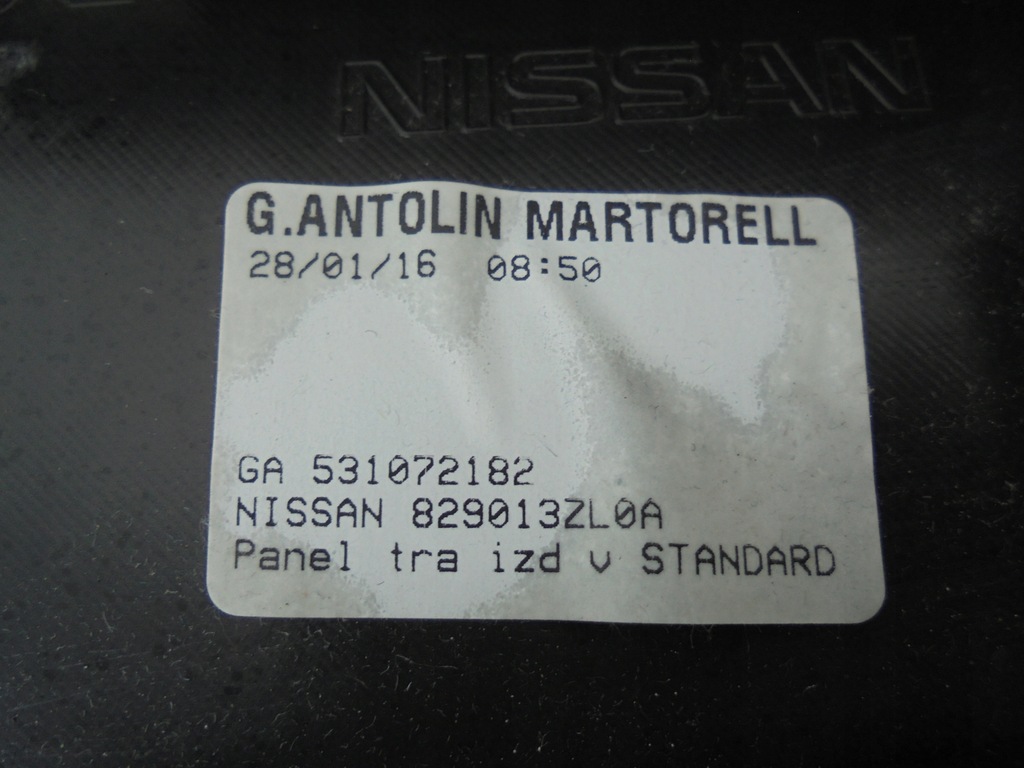 NISSAN
G.ANTOLIN MARTORELL
28/01/16 08:50
GA 531072182
NISSAN 829013ZL0A
Panel tra izd v STANDARD